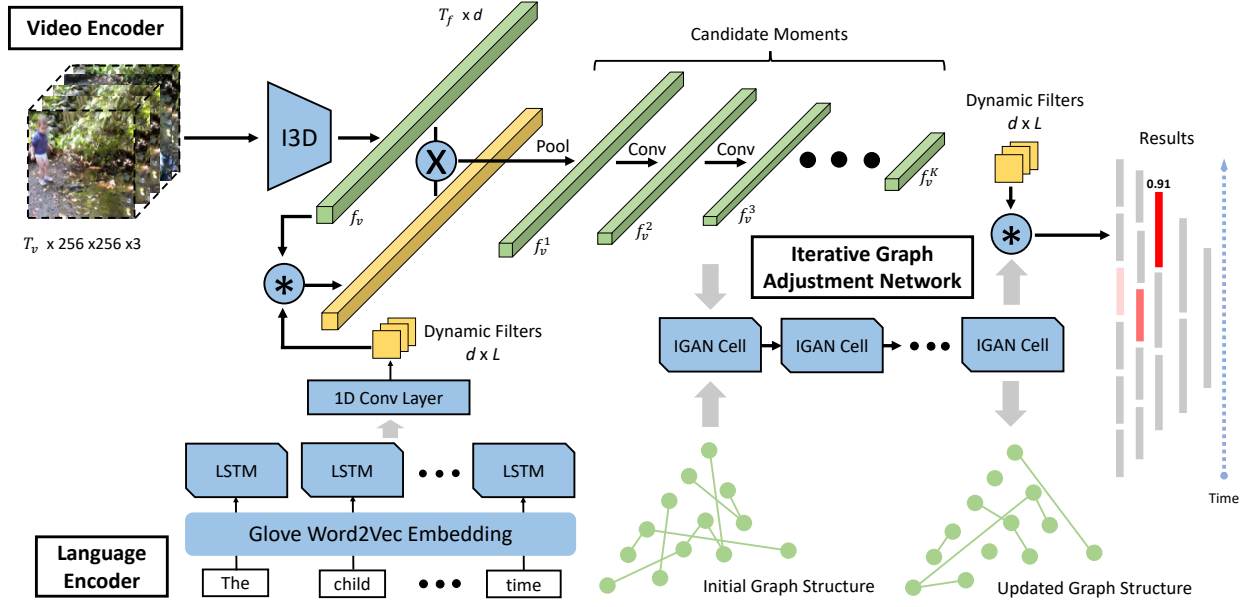 Video Encoder
T_f x d
Candidate Moments
I3D
X
Pool
Conv
Conv
Dynamic Filters
d x L
Results
0.91
f_v
f_v^1
f_v^2
f_v^3
f_v^K
T_v x 256 x256 x3
*
*
Iterative Graph
Adjustment Network
Dynamic Filters
d x L
IGAN Cell
IGAN Cell
IGAN Cell
1D Conv Layer
LSTM
LSTM
LSTM
Time
Glove Word2Vec Embedding
Language
Encoder
The
child
time
Initial Graph Structure
Updated Graph Structure